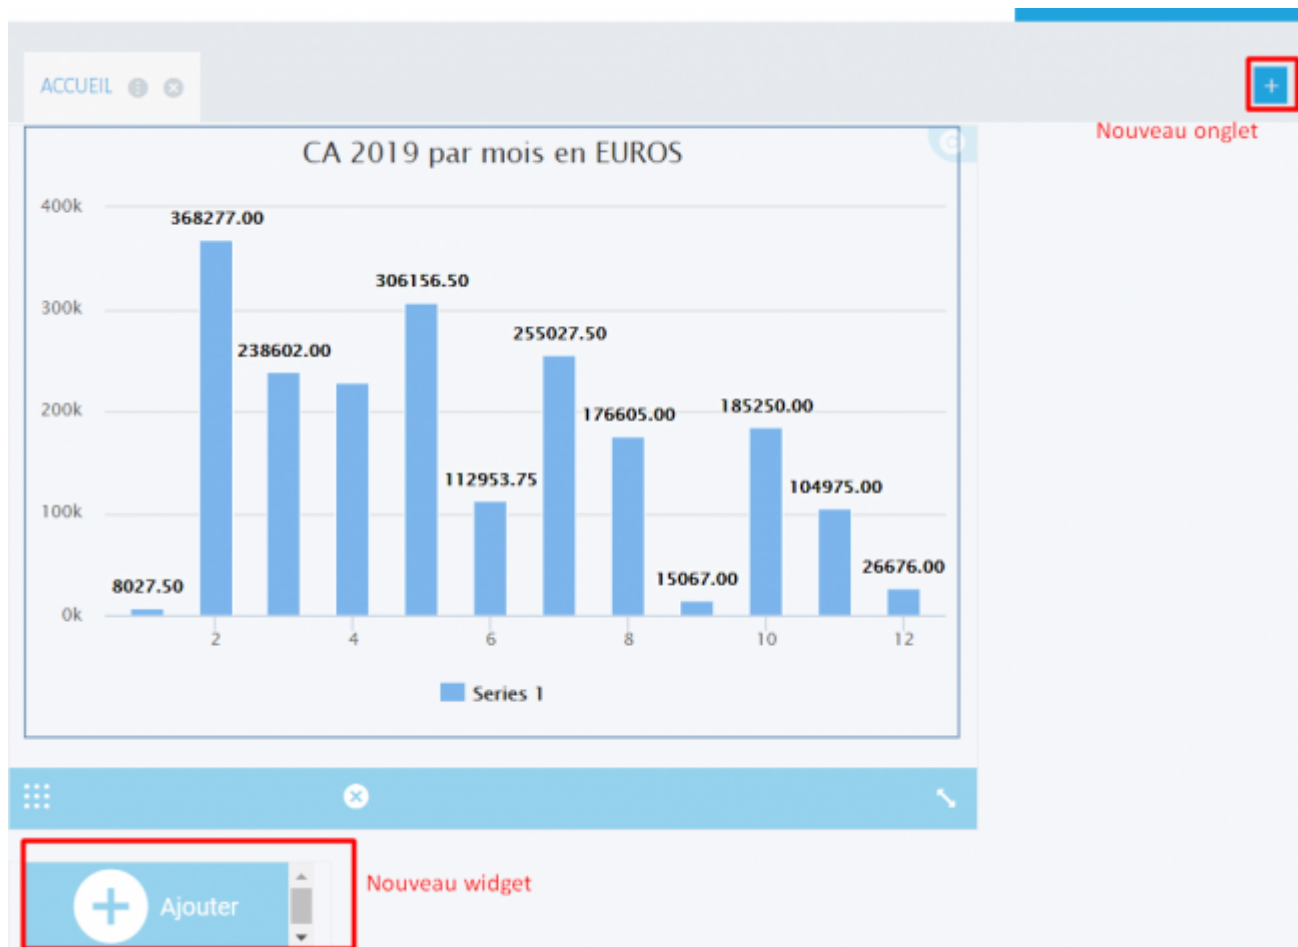 ACCUEIL
+
Nouveau onglet
CA 2019 par mois en EUROS
400k
368277.00
306156.50
300k
255027.50
238602.00
200k
185250.00
176605.00
112953.75
104975.00
100k
8027.50
15067.00
26676.00
0k
2 4 6 8 10 12
Series 1
Nouveau widget
Ajouter